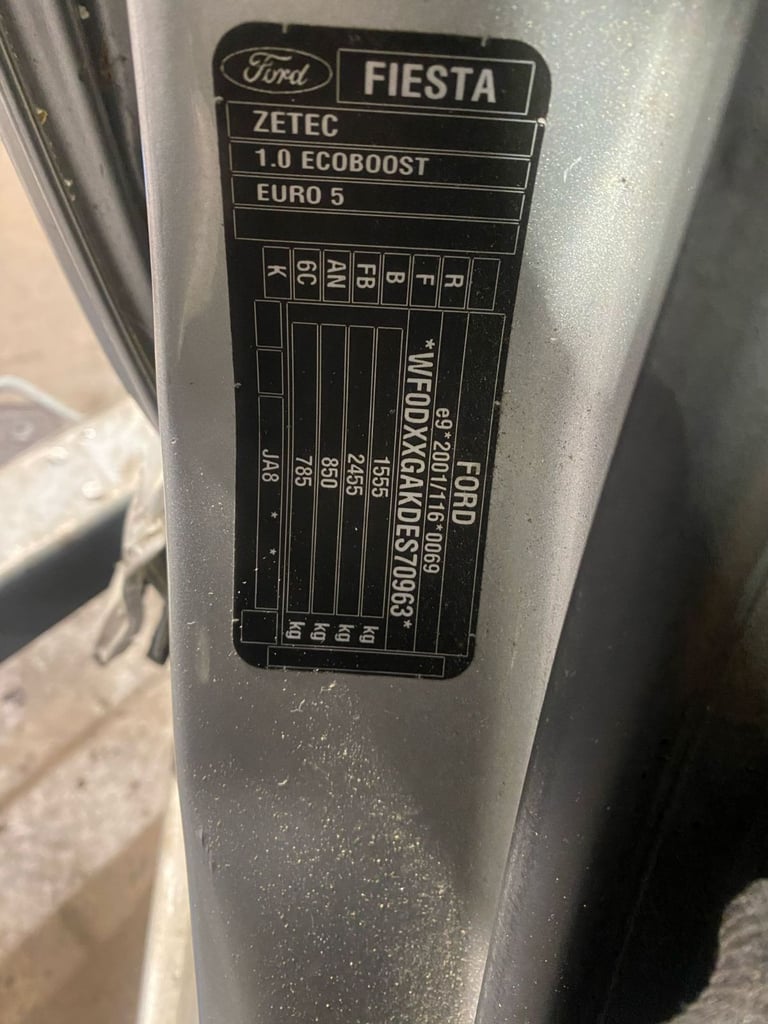 Ford
FIESTA
ZETEC
1.0 ECOBOOST
EURO 5
R
F
B
FB
AN
6C
K
FORD
e9*2001/116*0069
*WF0DXXGAKDES70963*
1555 kg
2455 kg
850 kg
785 kg
JA8 * *